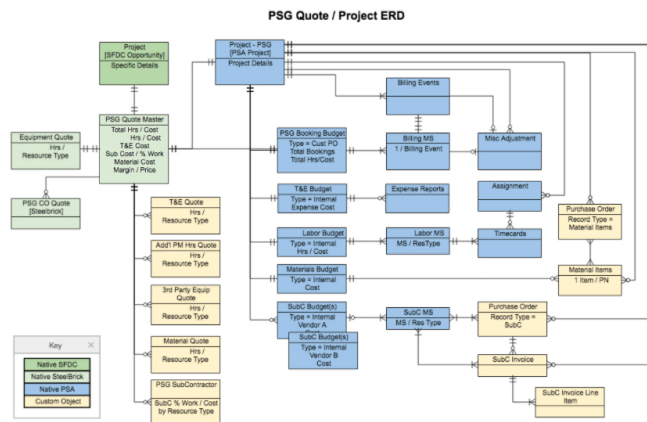 PSG Quote / Project ERD
Project
[SFDC Opportunity]
Specific Details
Project - PSG
[PSA Project]
Project Details
PSG Quote Master
Total Hrs / Cost
Hrs / Cost
T&E Cost
Sub Cost / % Work
Material Cost
Margin / Price
Equipment Quote
Hrs /
Resource Type
PSG CO Quote
[Steelbrick]
T&E Quote
Hrs /
Resource Type
Add'l PM Hrs Quote
Hrs /
Resource Type
3rd Party Equip
Quote
Hrs /
Resource Type
Material Quote
Hrs /
Resource Type
PSG SubContractor
SubC % Work / Cost
by Resource Type
Billing Events
PSG Booking Budget
Type = Cust PO
Total Bookings
Total Hrs/Cost
Billing MS
1 / Billing Event
Misc Adjustment
T&E Budget
Type = Internal
Expense Cost
Expense Reports
Assignment
Labor Budget
Type = Internal
Hrs / Cost
Labor MS
MS / ResType
Timecards
Purchase Order
Record Type =
Material Items
Materials Budget
Type = Internal
Cost
Material Items
1 Item / PN
SubC Budget(s)
Type = Internal
Vendor A
SubC Budget(s)
Type = Internal
Vendor B
Cost
SubC MS
MS / Res Type
Purchase Order
Record Type =
SubC
SubC Invoice
SubC Invoice Line
Item
Key
Native SFDC
Native SteelBrick
Native PSA
Custom Object